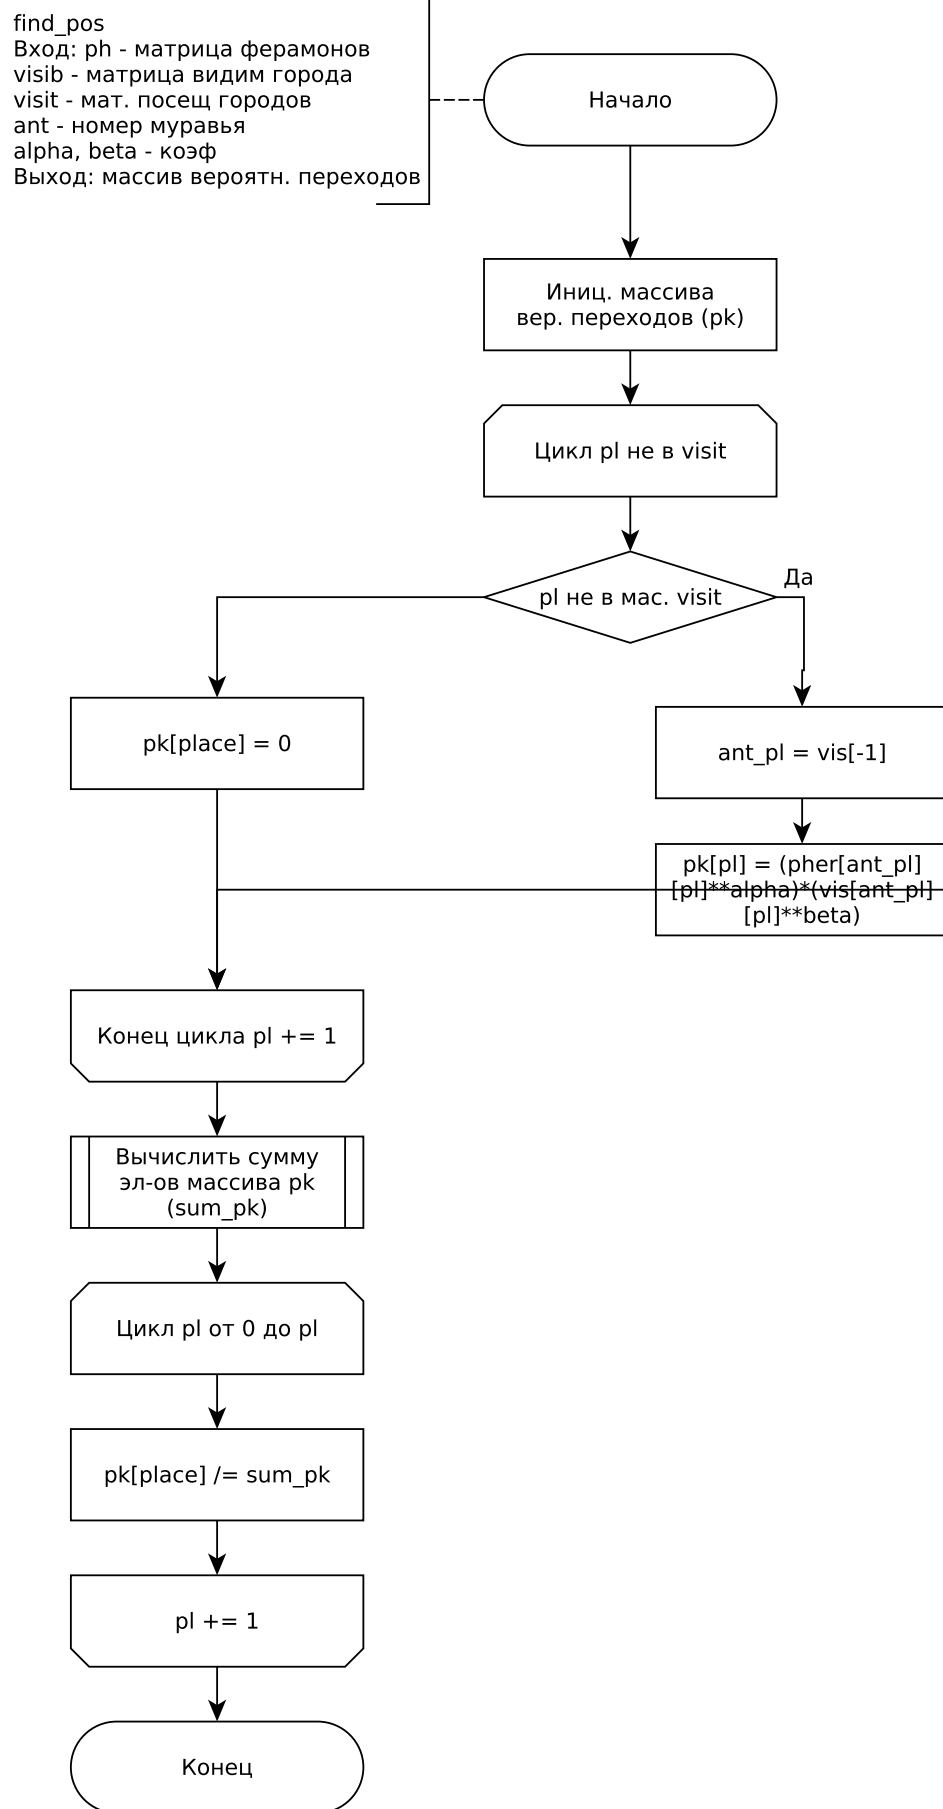 find_pos
Вход: ph - матрица ферамонов
visib - матрица видим города
visit - мат. посещ городов
ant - номер муравья
alpha, beta - коэф
Выход: массив вероятн. переходов
Начало
Иниц. массива
вер. переходов (pk)
Цикл pl не в visit
pl не в мас. visit
Да
pk[place] = 0
ant_pl = vis[-1]
pk[pl] = (pher[ant_pl]
[pl]**alpha)*(vis[ant_pl]
[pl]**beta)
Конец цикла pl += 1
Вычислить сумму
эл-ов массива pk
(sum_pk)
Цикл pl от 0 до pl
pk[place] /= sum_pk
pl += 1
Конец